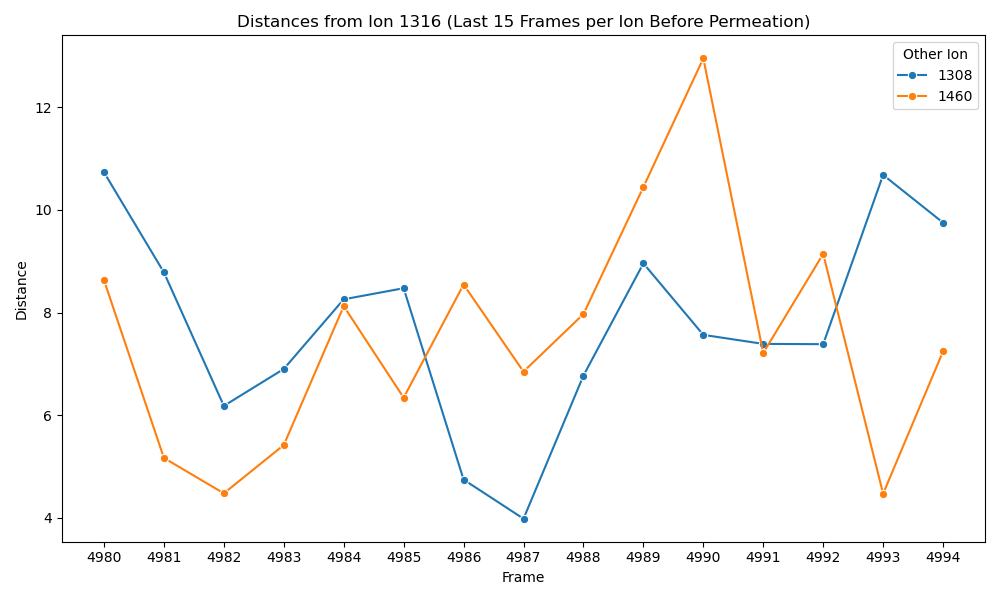 Distances from Ion 1316 (Last 15 Frames per Ion Before Permeation)
Other Ion
1308
1460
Distance
12
10
8
6
4
4980 4981 4982 4983 4984 4985 4986 4987 4988 4989 4990 4991 4992 4993 4994
Frame